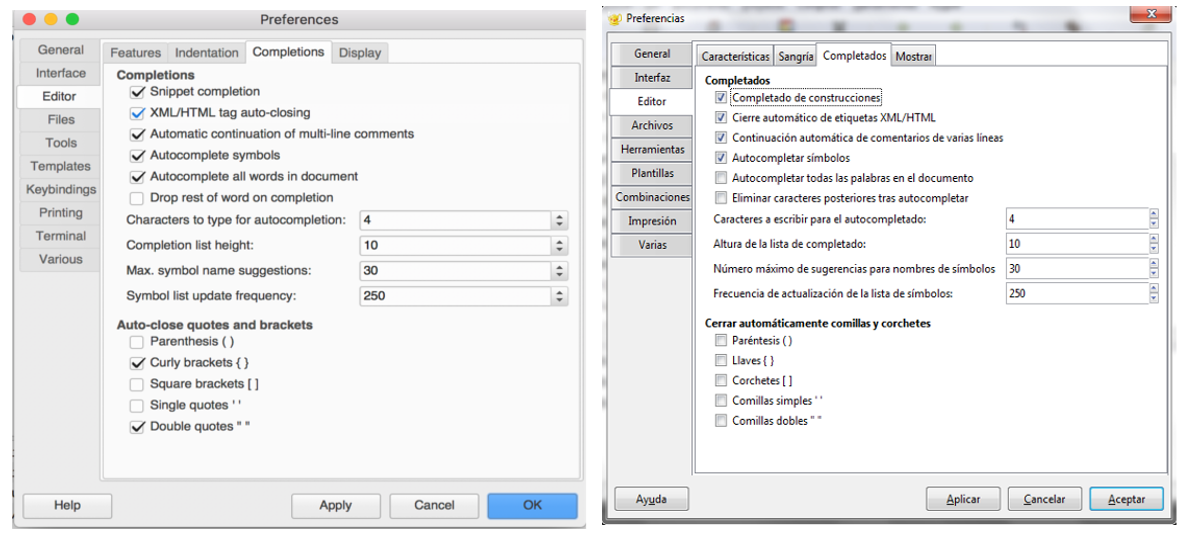 Preferences
General
Interface
Editor
Files
Tools
Templates
Keybindings
Printing
Terminal
Various
Features Indentation Completions Display
Completions
Snippet completion
XML/HTML tag auto-closing
Automatic continuation of multi-line comments
Autocomplete symbols
Autocomplete all words in document
Drop rest of word on completion
Characters to type for autocompletion: 4
Completion list height: 10
Max. symbol name suggestions: 30
Symbol list update frequency: 250
Auto-close quotes and brackets
Parenthesis ( )
Curly brackets { }
Square brackets [ ]
Single quotes ' '
Double quotes " "
Help Apply Cancel OK
Preferencias
General
Interfaz
Editor
Archivos
Herramientas
Plantillas
Combinaciones
Impresión
Varias
Características Sangría Completados Mostrar
Completados
Completado de construcciones
Cierre automático de etiquetas XML/HTML
Continuación automática de comentarios de varias líneas
Autocompletar símbolos
Autocompletar todas las palabras en el documento
Eliminar caracteres posteriores tras autocompletar
Caracteres a escribir para el autocompletado: 4
Altura de la lista de completado: 10
Número máximo de sugerencias para nombres de símbolos 30
Frecuencia de actualización de la lista de símbolos: 250
Cerrar automáticamente comillas y corchetes
Paréntesis ( )
Llaves { }
Corchetes [ ]
Comillas simples ' '
Comillas dobles " "
Ayuda Aplicar Cancelar Aceptar